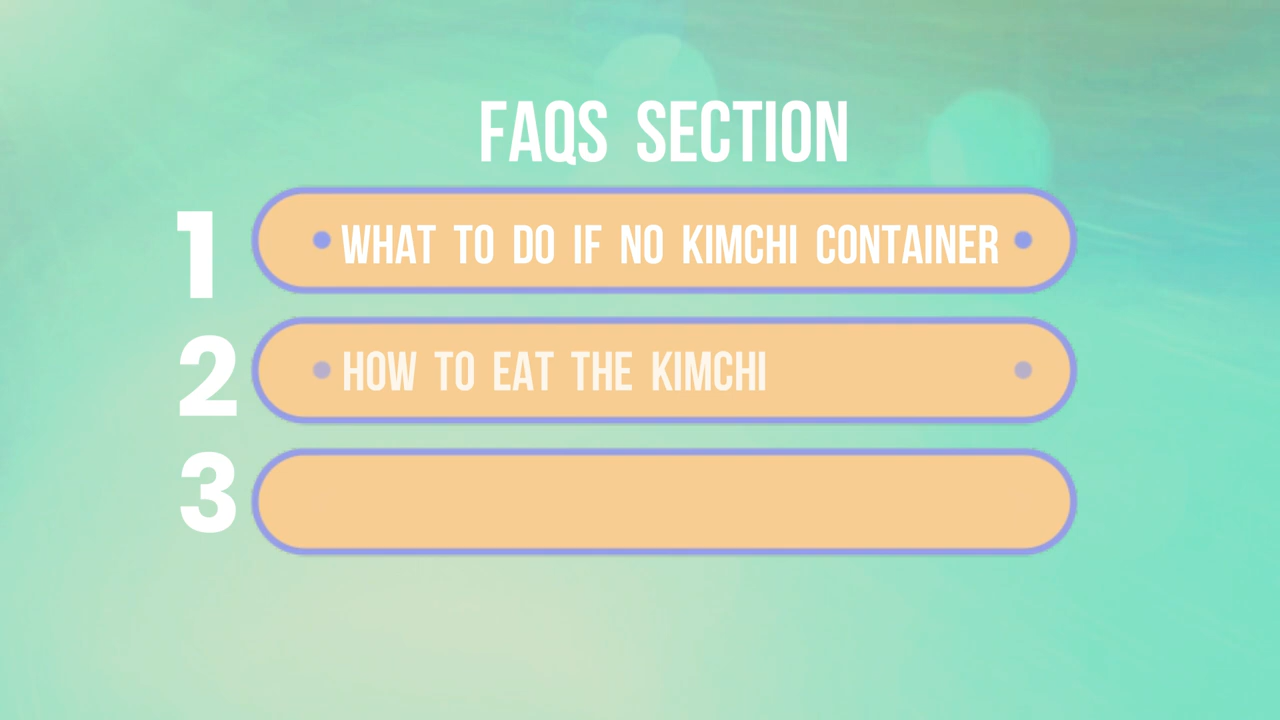 FAQS SECTION
1 WHAT TO DO IF NO KIMCHI CONTAINER
2 HOW TO EAT THE KIMCHI
3